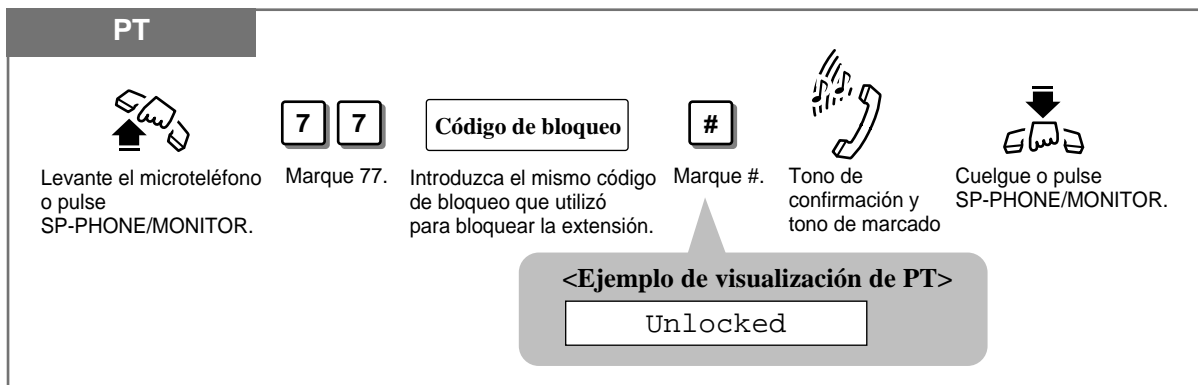 PT
7 7
Código de bloqueo
#
Levante el microteléfono
o pulse
SP-PHONE/MONITOR.
Marque 77.
Introduzca el mismo código
de bloqueo que utilizó
para bloquear la extensión.
Marque #.
Tono de
confirmación y
tono de marcado
Cuelgue o pulse
SP-PHONE/MONITOR.
<Ejemplo de visualización de PT>
Unlocked